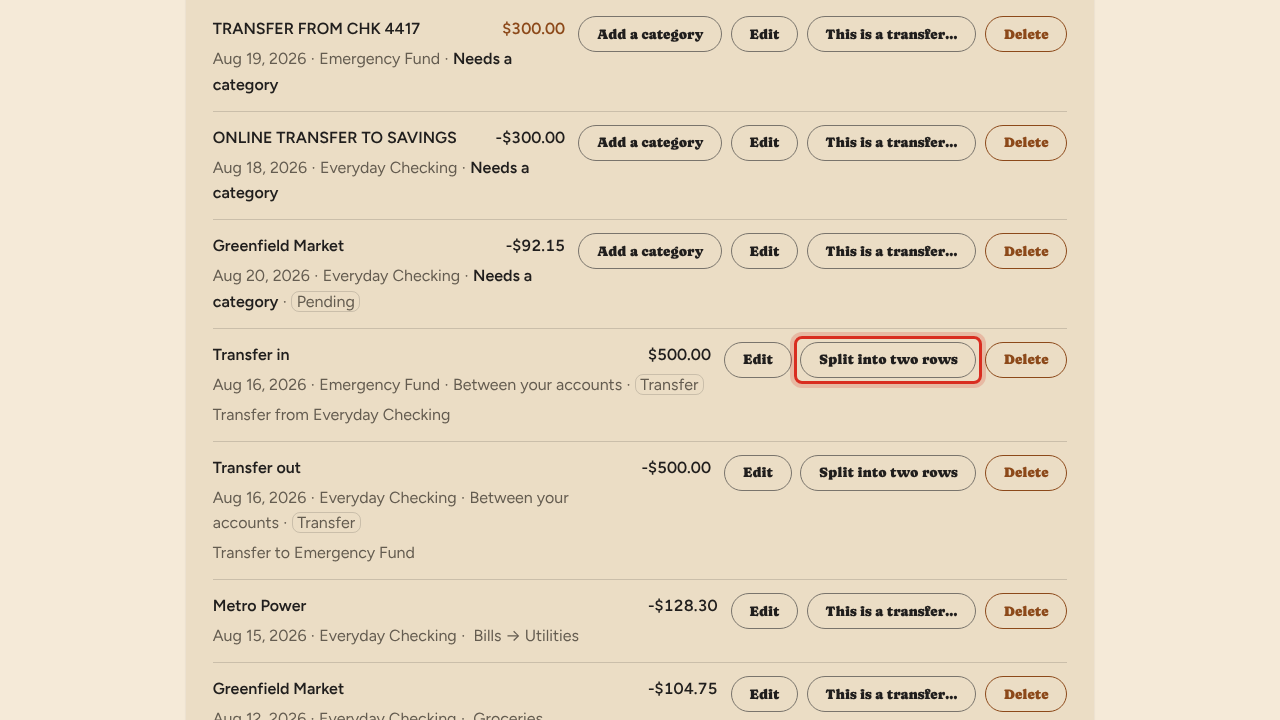 TRANSFER FROM CHK 4417 $300.00 Add a category Edit This is a transfer... Delete
Aug 19, 2026 · Emergency Fund · Needs a
category
ONLINE TRANSFER TO SAVINGS -$300.00 Add a category Edit This is a transfer... Delete
Aug 18, 2026 · Everyday Checking · Needs a
category
Greenfield Market -$92.15 Add a category Edit This is a transfer... Delete
Aug 20, 2026 · Everyday Checking · Needs a
category · Pending
Transfer in $500.00 Edit Split into two rows Delete
Aug 16, 2026 · Emergency Fund · Between your accounts · Transfer
Transfer from Everyday Checking
Transfer out -$500.00 Edit Split into two rows Delete
Aug 16, 2026 · Everyday Checking · Between your
accounts · Transfer
Transfer to Emergency Fund
Metro Power -$128.30 Edit This is a transfer... Delete
Aug 15, 2026 · Everyday Checking · Bills → Utilities
Greenfield Market -$104.75 Edit This is a transfer... Delete
Aug 12, 2026 · Everyday Checking · Groceries